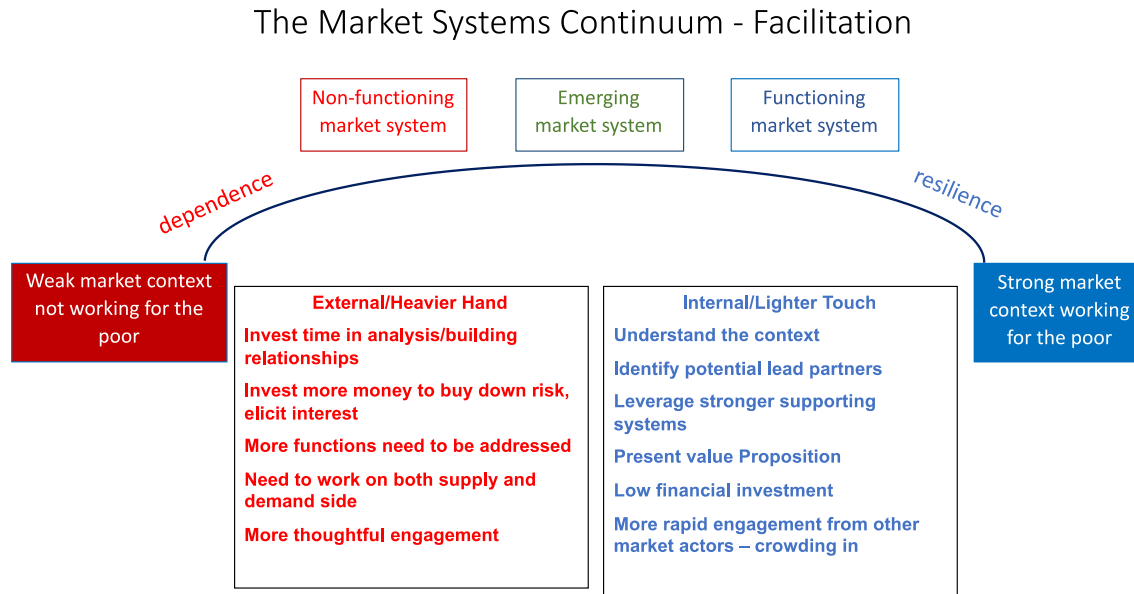 The Market Systems Continuum - Facilitation
Non-functioning
market system
Emerging
market system
Functioning
market system
dependence
resilience
Weak market context
not working for the
poor
Strong market
context working
for the poor
External/Heavier Hand
Invest time in analysis/building
relationships
Invest more money to buy down risk,
elicit interest
More functions need to be addressed
Need to work on both supply and
demand side
More thoughtful engagement
Internal/Lighter Touch
Understand the context
Identify potential lead partners
Leverage stronger supporting
systems
Present value Proposition
Low financial investment
More rapid engagement from other
market actors – crowding in